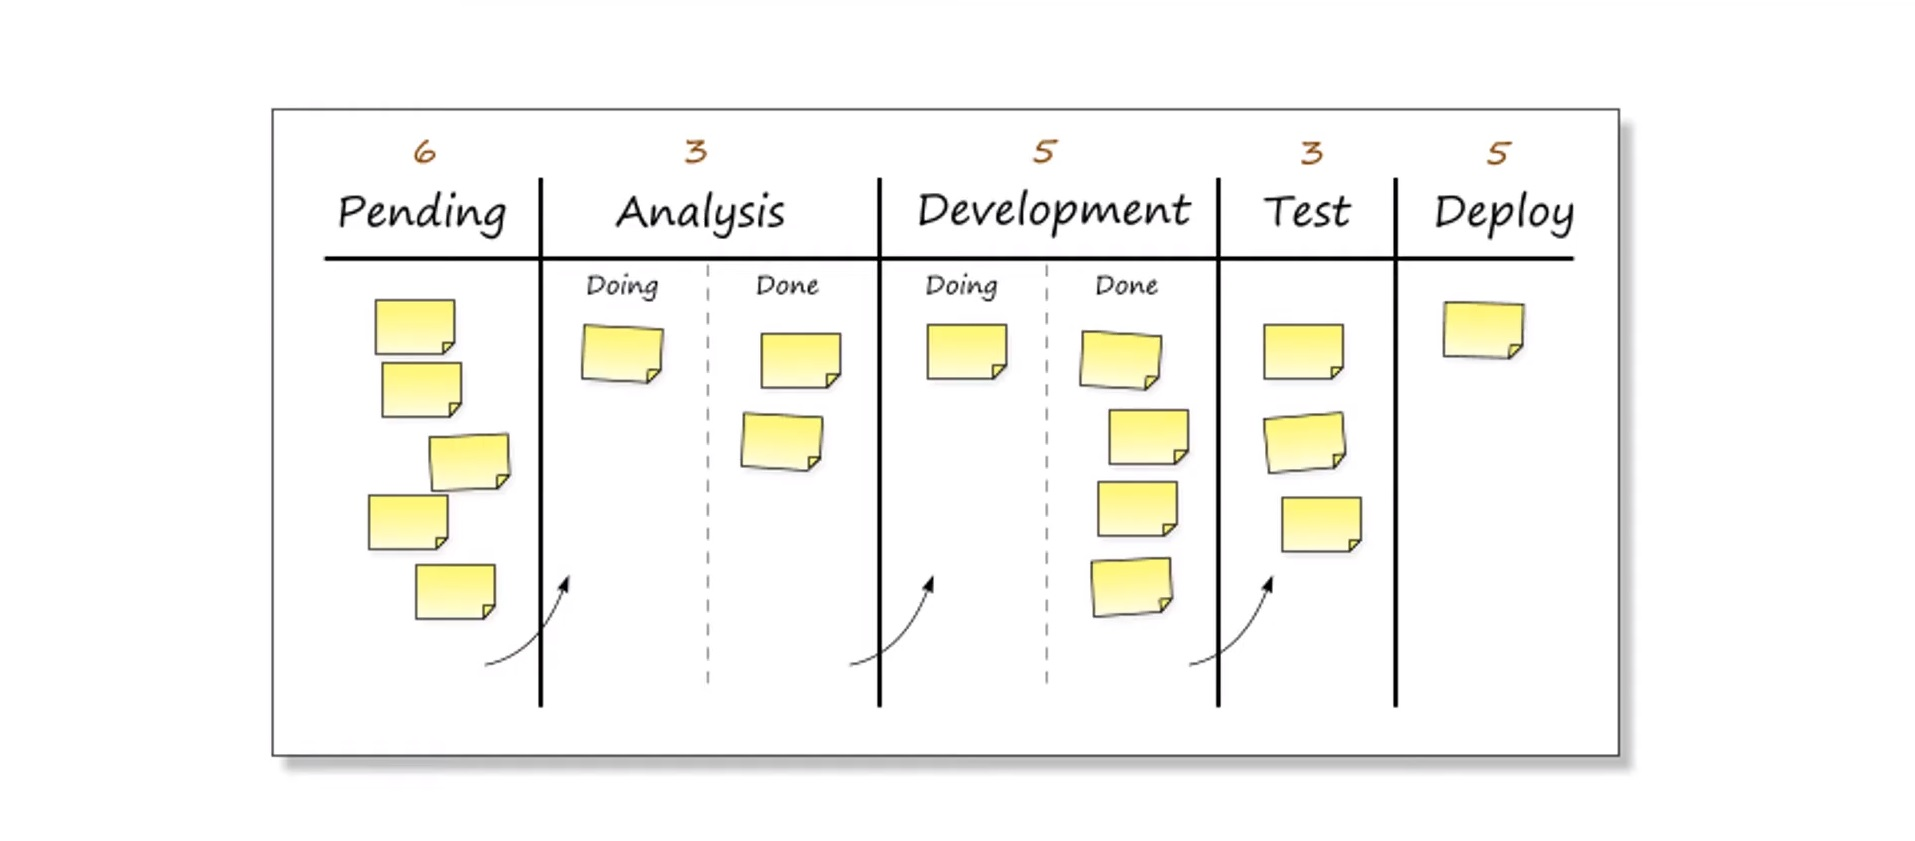 6 3 5 3 5
Pending Analysis Development Test Deploy
Doing Done Doing Done